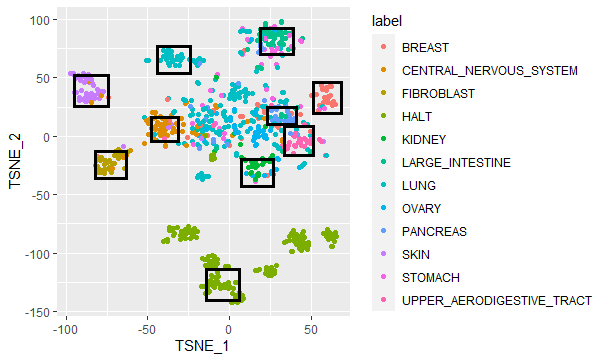 label
BREAST
CENTRAL_NERVOUS_SYSTEM
FIBROBLAST
HALT
KIDNEY
LARGE_INTESTINE
LUNG
OVARY
PANCREAS
SKIN
STOMACH
UPPER_AERODIGESTIVE_TRACT
TSNE_2
100
50
0
-50
-100
-150
-100
-50
0
50
TSNE_1